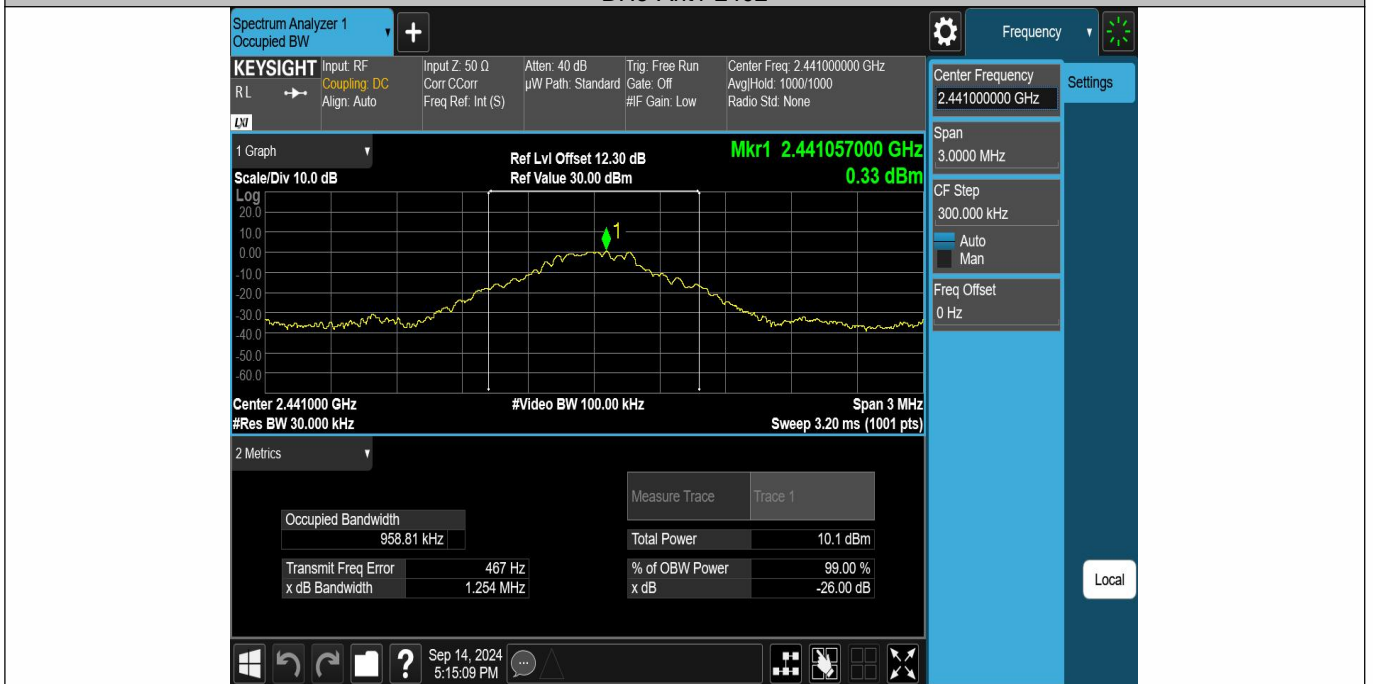 Spectrum Analyzer 1
Occupied BW
+
Frequency
KEYSIGHT
R L
LXI
Input: RF
Coupling: DC
Align: Auto
Input Z: 50 Ω
Corr CCorr
Freq Ref: Int (S)
Atten: 40 dB
µW Path: Standard
Trig: Free Run
Gate: Off
#IF Gain: Low
Center Freq: 2.441000000 GHz
Avg|Hold: 1000/1000
Radio Std: None
Center Frequency
2.441000000 GHz
Settings
Span
3.0000 MHz
CF Step
300.000 kHz
Auto
Man
Freq Offset
0 Hz
Local
1 Graph
Scale/Div 10.0 dB
Ref Lvl Offset 12.30 dB
Ref Value 30.00 dBm
Mkr1 2.441057000 GHz
0.33 dBm
Log
20.0
10.0
0.00
-10.0
-20.0
-30.0
-40.0
-50.0
-60.0
1
Center 2.441000 GHz
#Res BW 30.000 kHz
#Video BW 100.00 kHz
Span 3 MHz
Sweep 3.20 ms (1001 pts)
2 Metrics
Measure Trace Trace 1
Occupied Bandwidth
958.81 kHz
Total Power 10.1 dBm
Transmit Freq Error 467 Hz
% of OBW Power 99.00 %
x dB Bandwidth 1.254 MHz
x dB -26.00 dB
?
Sep 14, 2024
5:15:09 PM